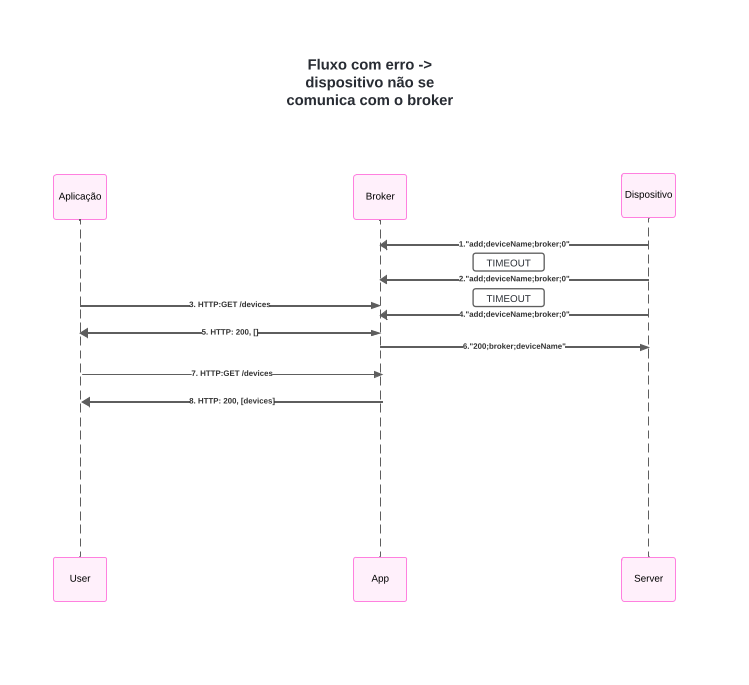 Fluxo com erro ->
dispositivo não se
comunica com o broker
Aplicação
Broker
Dispositivo
1."add;deviceName;broker;0"
TIMEOUT
2."add;deviceName;broker;0"
TIMEOUT
3. HTTP:GET /devices
4."add;deviceName;broker;0"
5. HTTP: 200, []
6."200;broker;deviceName"
7. HTTP:GET /devices
8. HTTP: 200, [devices]
User
App
Server